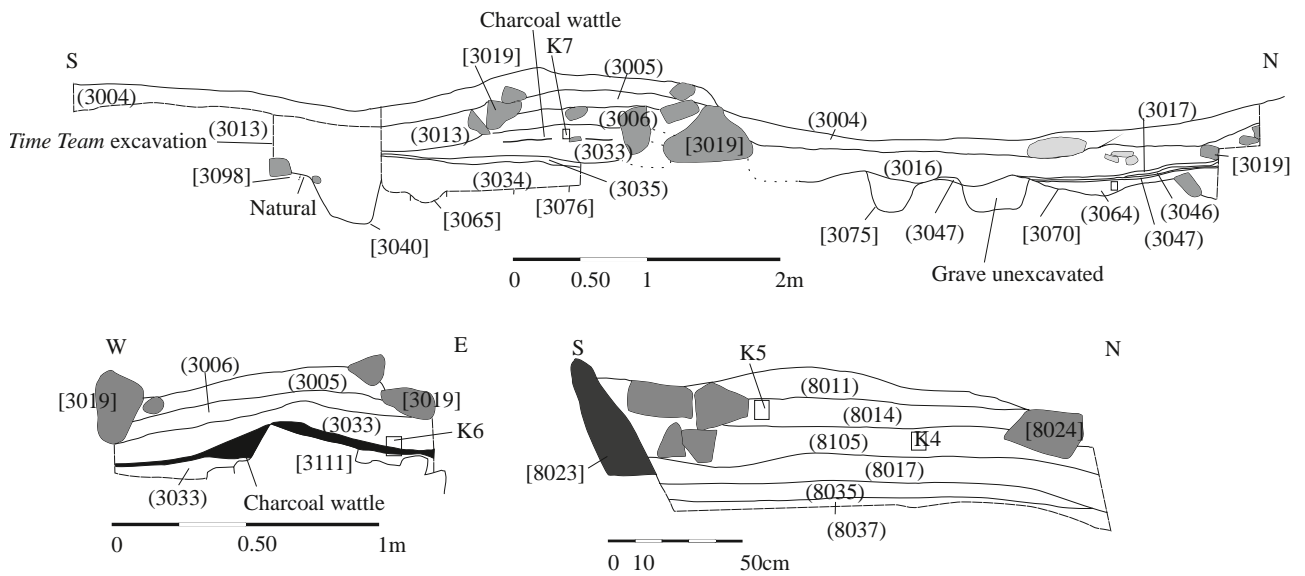 Charcoal wattle
S
[3019]
K7
(3005)
N
(3004)
(3006)
(3017)
(3013)
(3013)
(3004)
Time Team excavation
(3033)
[3019]
(3016)
[3019]
[3098]
(3034)
(3035)
Natural
[3065]
[3076]
(3064)
(3046)
[3040]
[3075]
(3047)
[3070]
(3047)
Grave unexcavated
0 0.50 1 2m
W
E
(3006)
(3005)
[3019]
[3019]
(3033)
K6
[3111]
(3033)
Charcoal wattle
0 0.50 1m
S
K5
N
(8011)
(8014)
(8105)
K4
[8024]
[8023]
(8017)
(8035)
(8037)
0 10 50cm